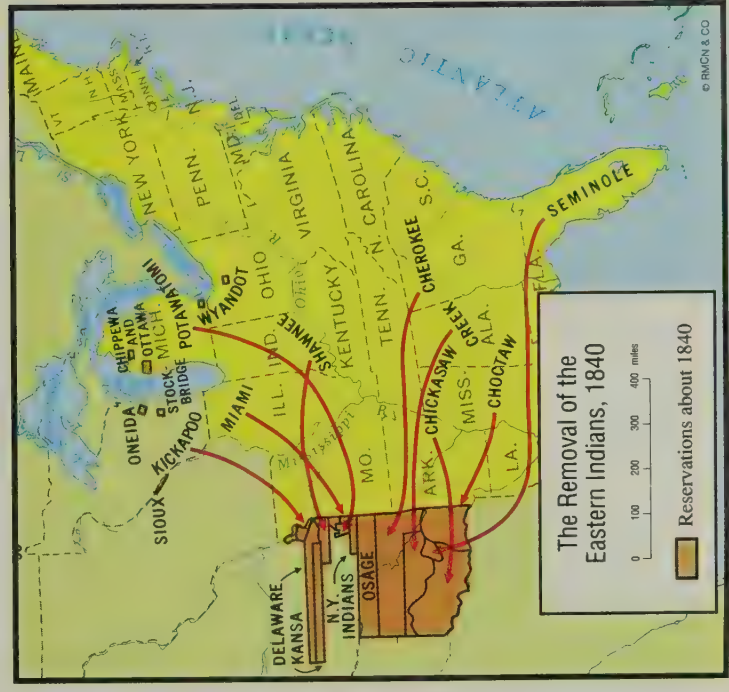 The Removal of the
Eastern Indians, 1840
0 100 200 300 400 miles
Reservations about 1840
© RMCN & CO
ATLANTIC
MAINE
VT.
N.H.
MASS.
CONN.
NEW YORK
PENN.
N.J.
MD.
DEL.
VIRGINIA
N. CAROLINA
S.C.
GA.
FLA.
ALA.
MISS.
LA.
ARK.
TENN.
KENTUCKY
OHIO
IND.
ILL.
MICH.
MO.
Ohio R.
Mississippi
R.
CHIPPEWA
AND
OTTAWA
POTAWATOMI
WYANDOT
ONEIDA
STOCK-
BRIDGE
SIOUX
KICKAPOO
MIAMI
SHAWNEE
CHEROKEE
CREEK
CHICKASAW
CHOCTAW
SEMINOLE
DELAWARE
KANSA
N.Y.
INDIANS
OSAGE